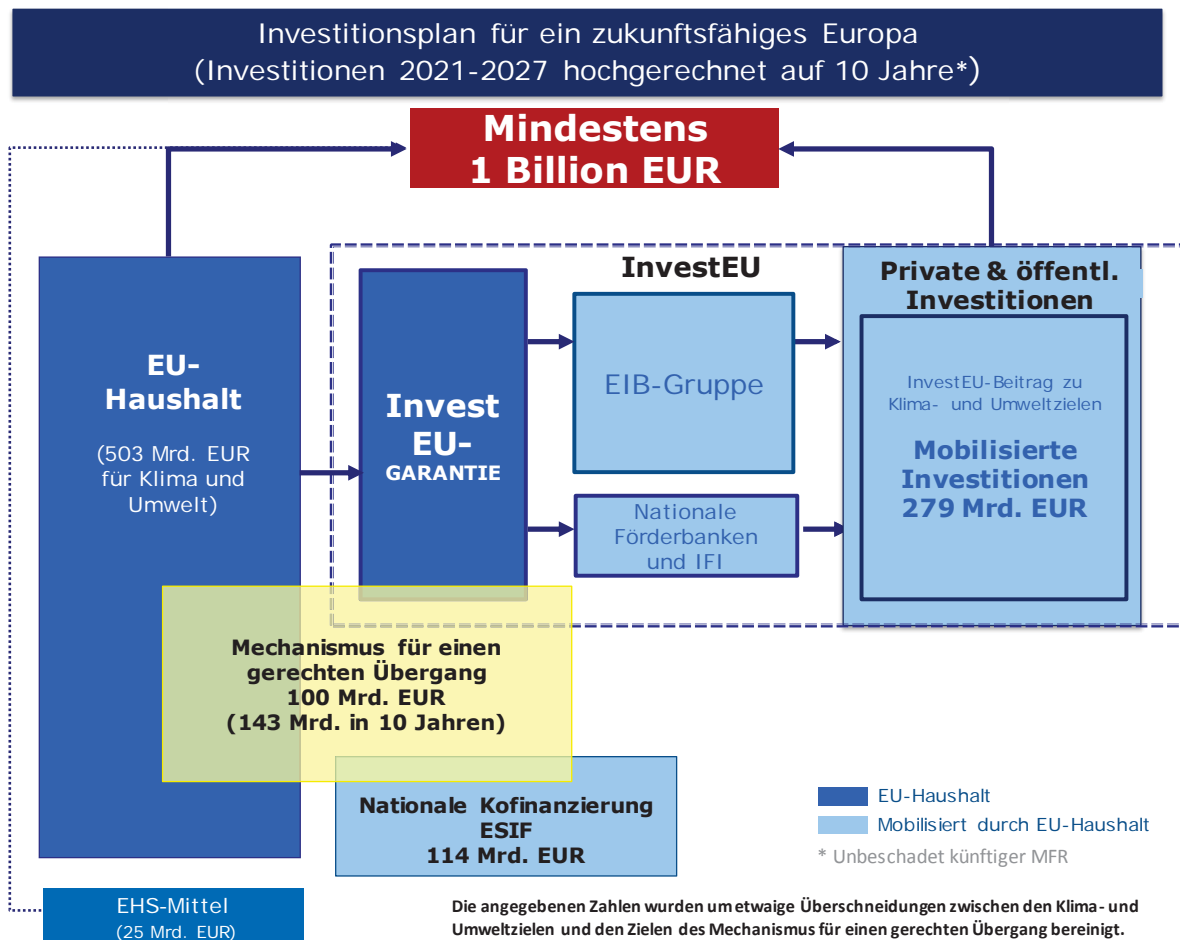 Investitionsplan für ein zukunftsfähiges Europa
(Investitionen 2021-2027 hochgerechnet auf 10 Jahre*)
Mindestens
1 Billion EUR
EU-
Haushalt
(503 Mrd. EUR
für Klima und
Umwelt)
Invest
EU-
GARANTIE
InvestEU
EIB-Gruppe
Nationale
Förderbanken
und IFI
Private & öffentl.
Investitionen
InvestEU-Beitrag zu
Klima- und Umweltzielen
Mobilisierte
Investitionen
279 Mrd. EUR
Mechanismus für einen
gerechten Übergang
100 Mrd. EUR
(143 Mrd. in 10 Jahren)
Nationale Kofinanzierung
ESIF
114 Mrd. EUR
EU-Haushalt
Mobilisiert durch EU-Haushalt
* Unbeschadet künftiger MFR
EHS-Mittel
(25 Mrd. EUR)
Die angegebenen Zahlen wurden um etwaige Überschneidungen zwischen den Klima- und
Umweltzielen und den Zielen des Mechanismus für einen gerechten Übergang bereinigt.